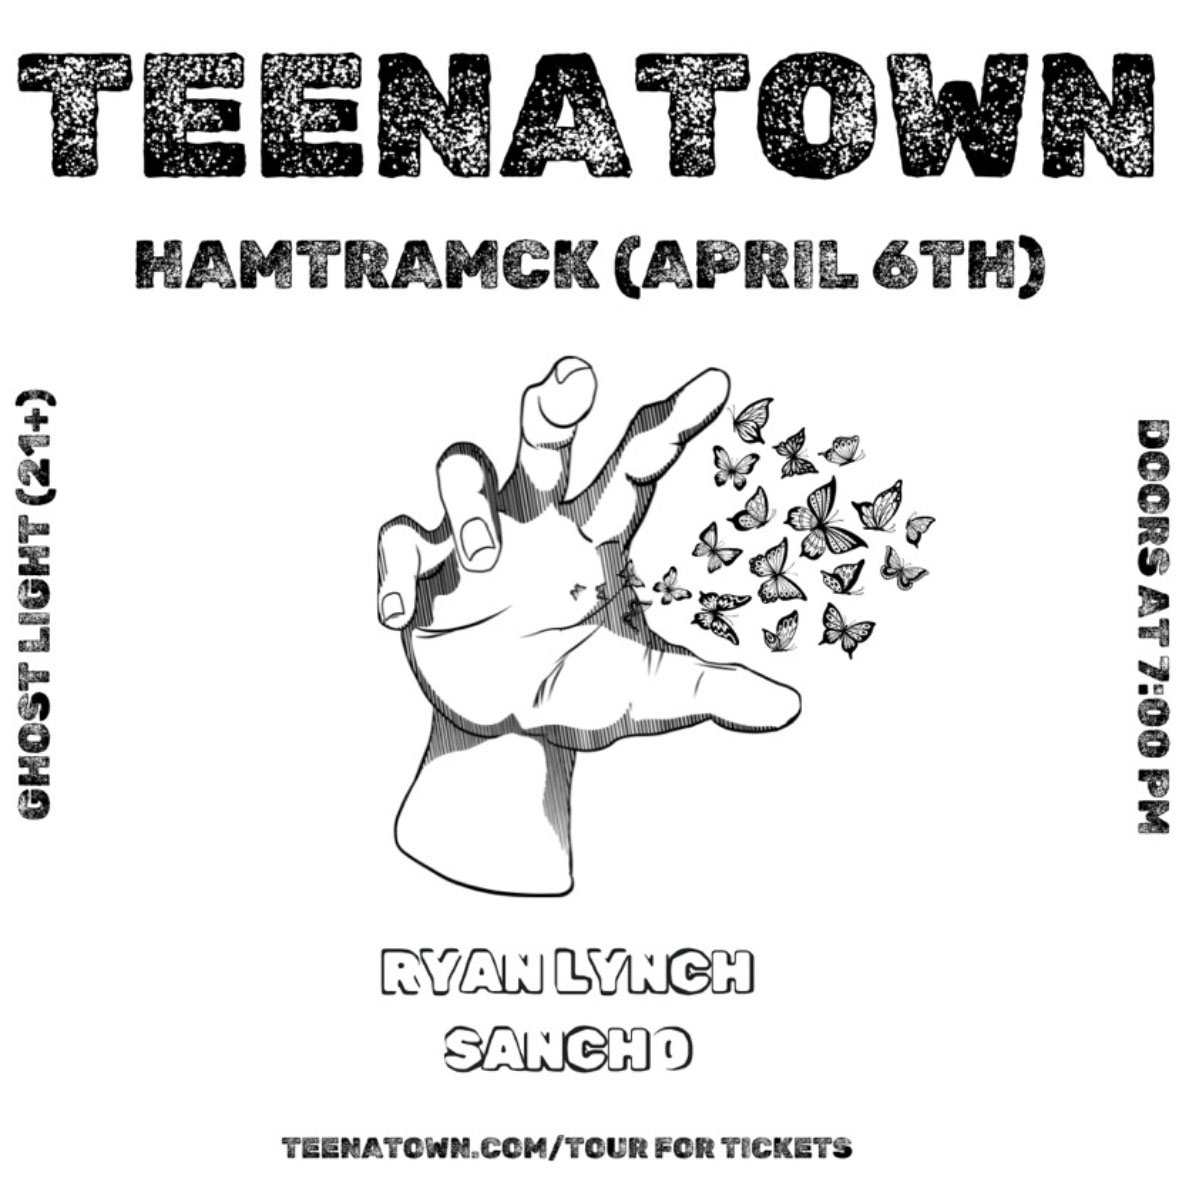 TEENATOWN
HAMTRAMCK (APRIL 6TH)
GHOST LIGHT (21+)
DOORS AT 7:00 PM
RYAN LYNCH
SANCHO
TEENATOWN.COM/TOUR FOR TICKETS